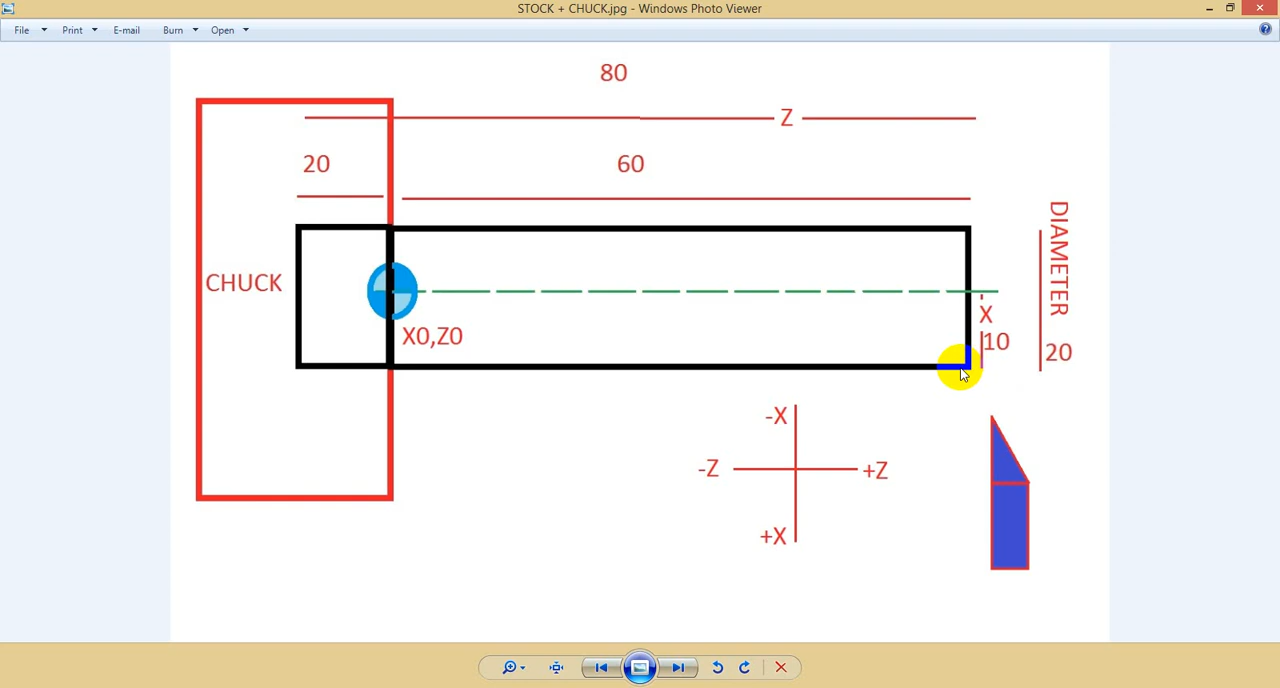 STOCK + CHUCK.jpg - Windows Photo Viewer
File Print E-mail Burn Open
80
Z
20 60
DIAMETER
CHUCK
X0,Z0
X
10
20
-X
-Z +Z
+X